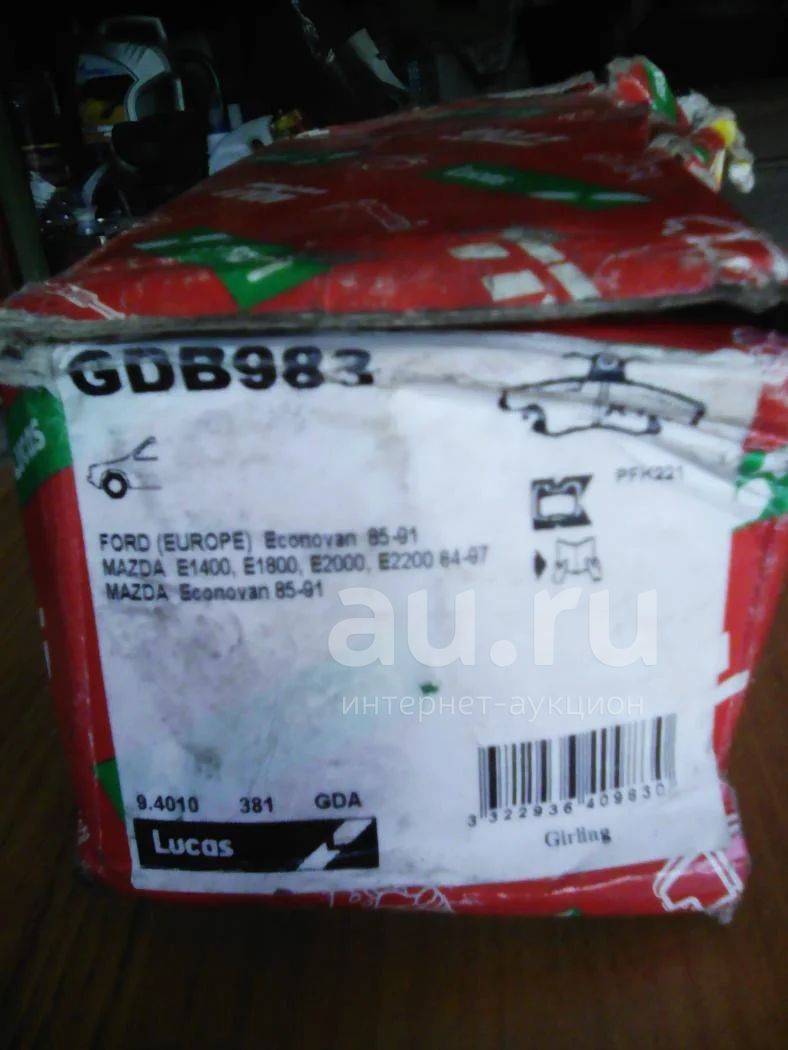 GDB983
Lucas
PFK221
FORD (EUROPE) Econovan 85-91
MAZDA E1400, E1800, E2000, E2200 84-97
MAZDA Econovan 85-91
au.ru
интернет-аукцион
9.4010 381 GDA
Lucas
3 322936 409830
Girling